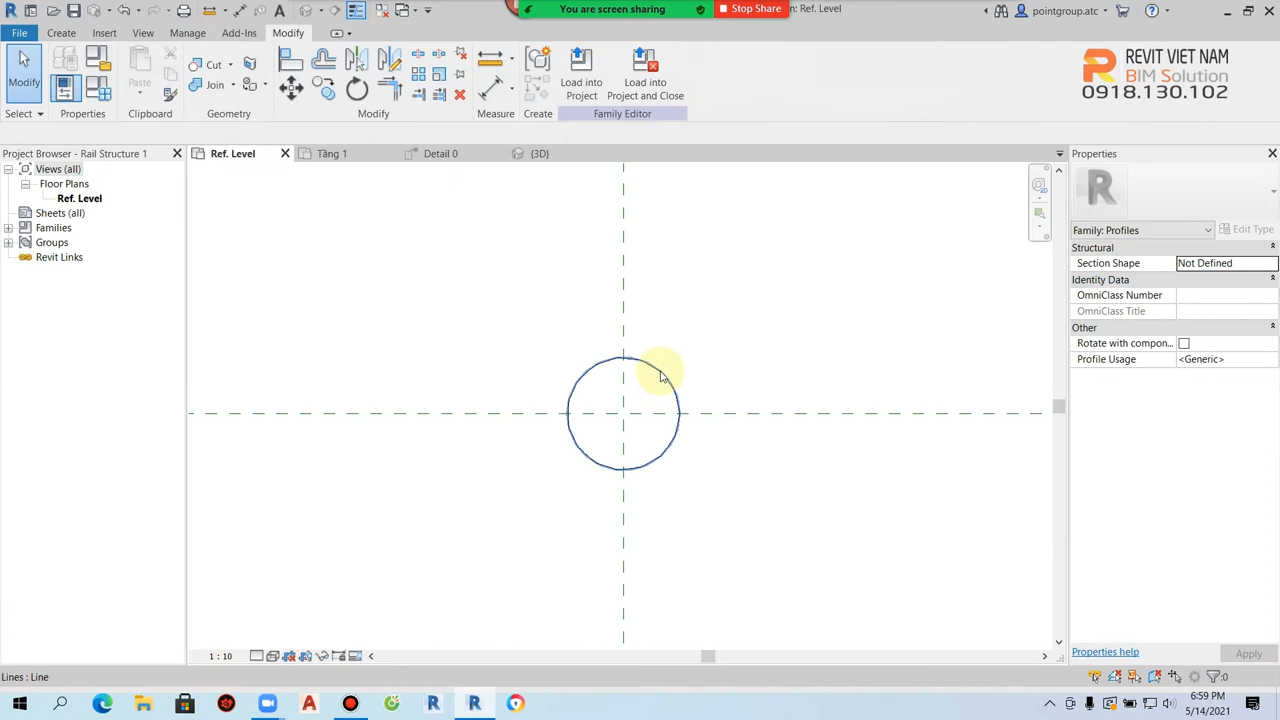 You are screen sharing
Stop Share
n: Ref. Level
pointgroup.atc
File
Create
Insert
View
Manage
Add-Ins
Modify
Modify
Paste
Cut
Join
Load into
Project
Load into
Project and Close
Select
Properties
Clipboard
Geometry
Modify
Measure
Create
Family Editor
REVIT VIET NAM
BIM Solution
0918.130.102
Project Browser - Rail Structure 1
Ref. Level
Tầng 1
Detail 0
{3D}
Properties
Views (all)
Floor Plans
Ref. Level
Sheets (all)
Families
Groups
Revit Links
Family: Profiles
Edit Type
Structural
Section Shape
Not Defined
Identity Data
OmniClass Number
OmniClass Title
Other
Rotate with compon...
Profile Usage
<Generic>
1 : 10
Properties help
Apply
Lines : Line
:0
6:59 PM
5/14/2021